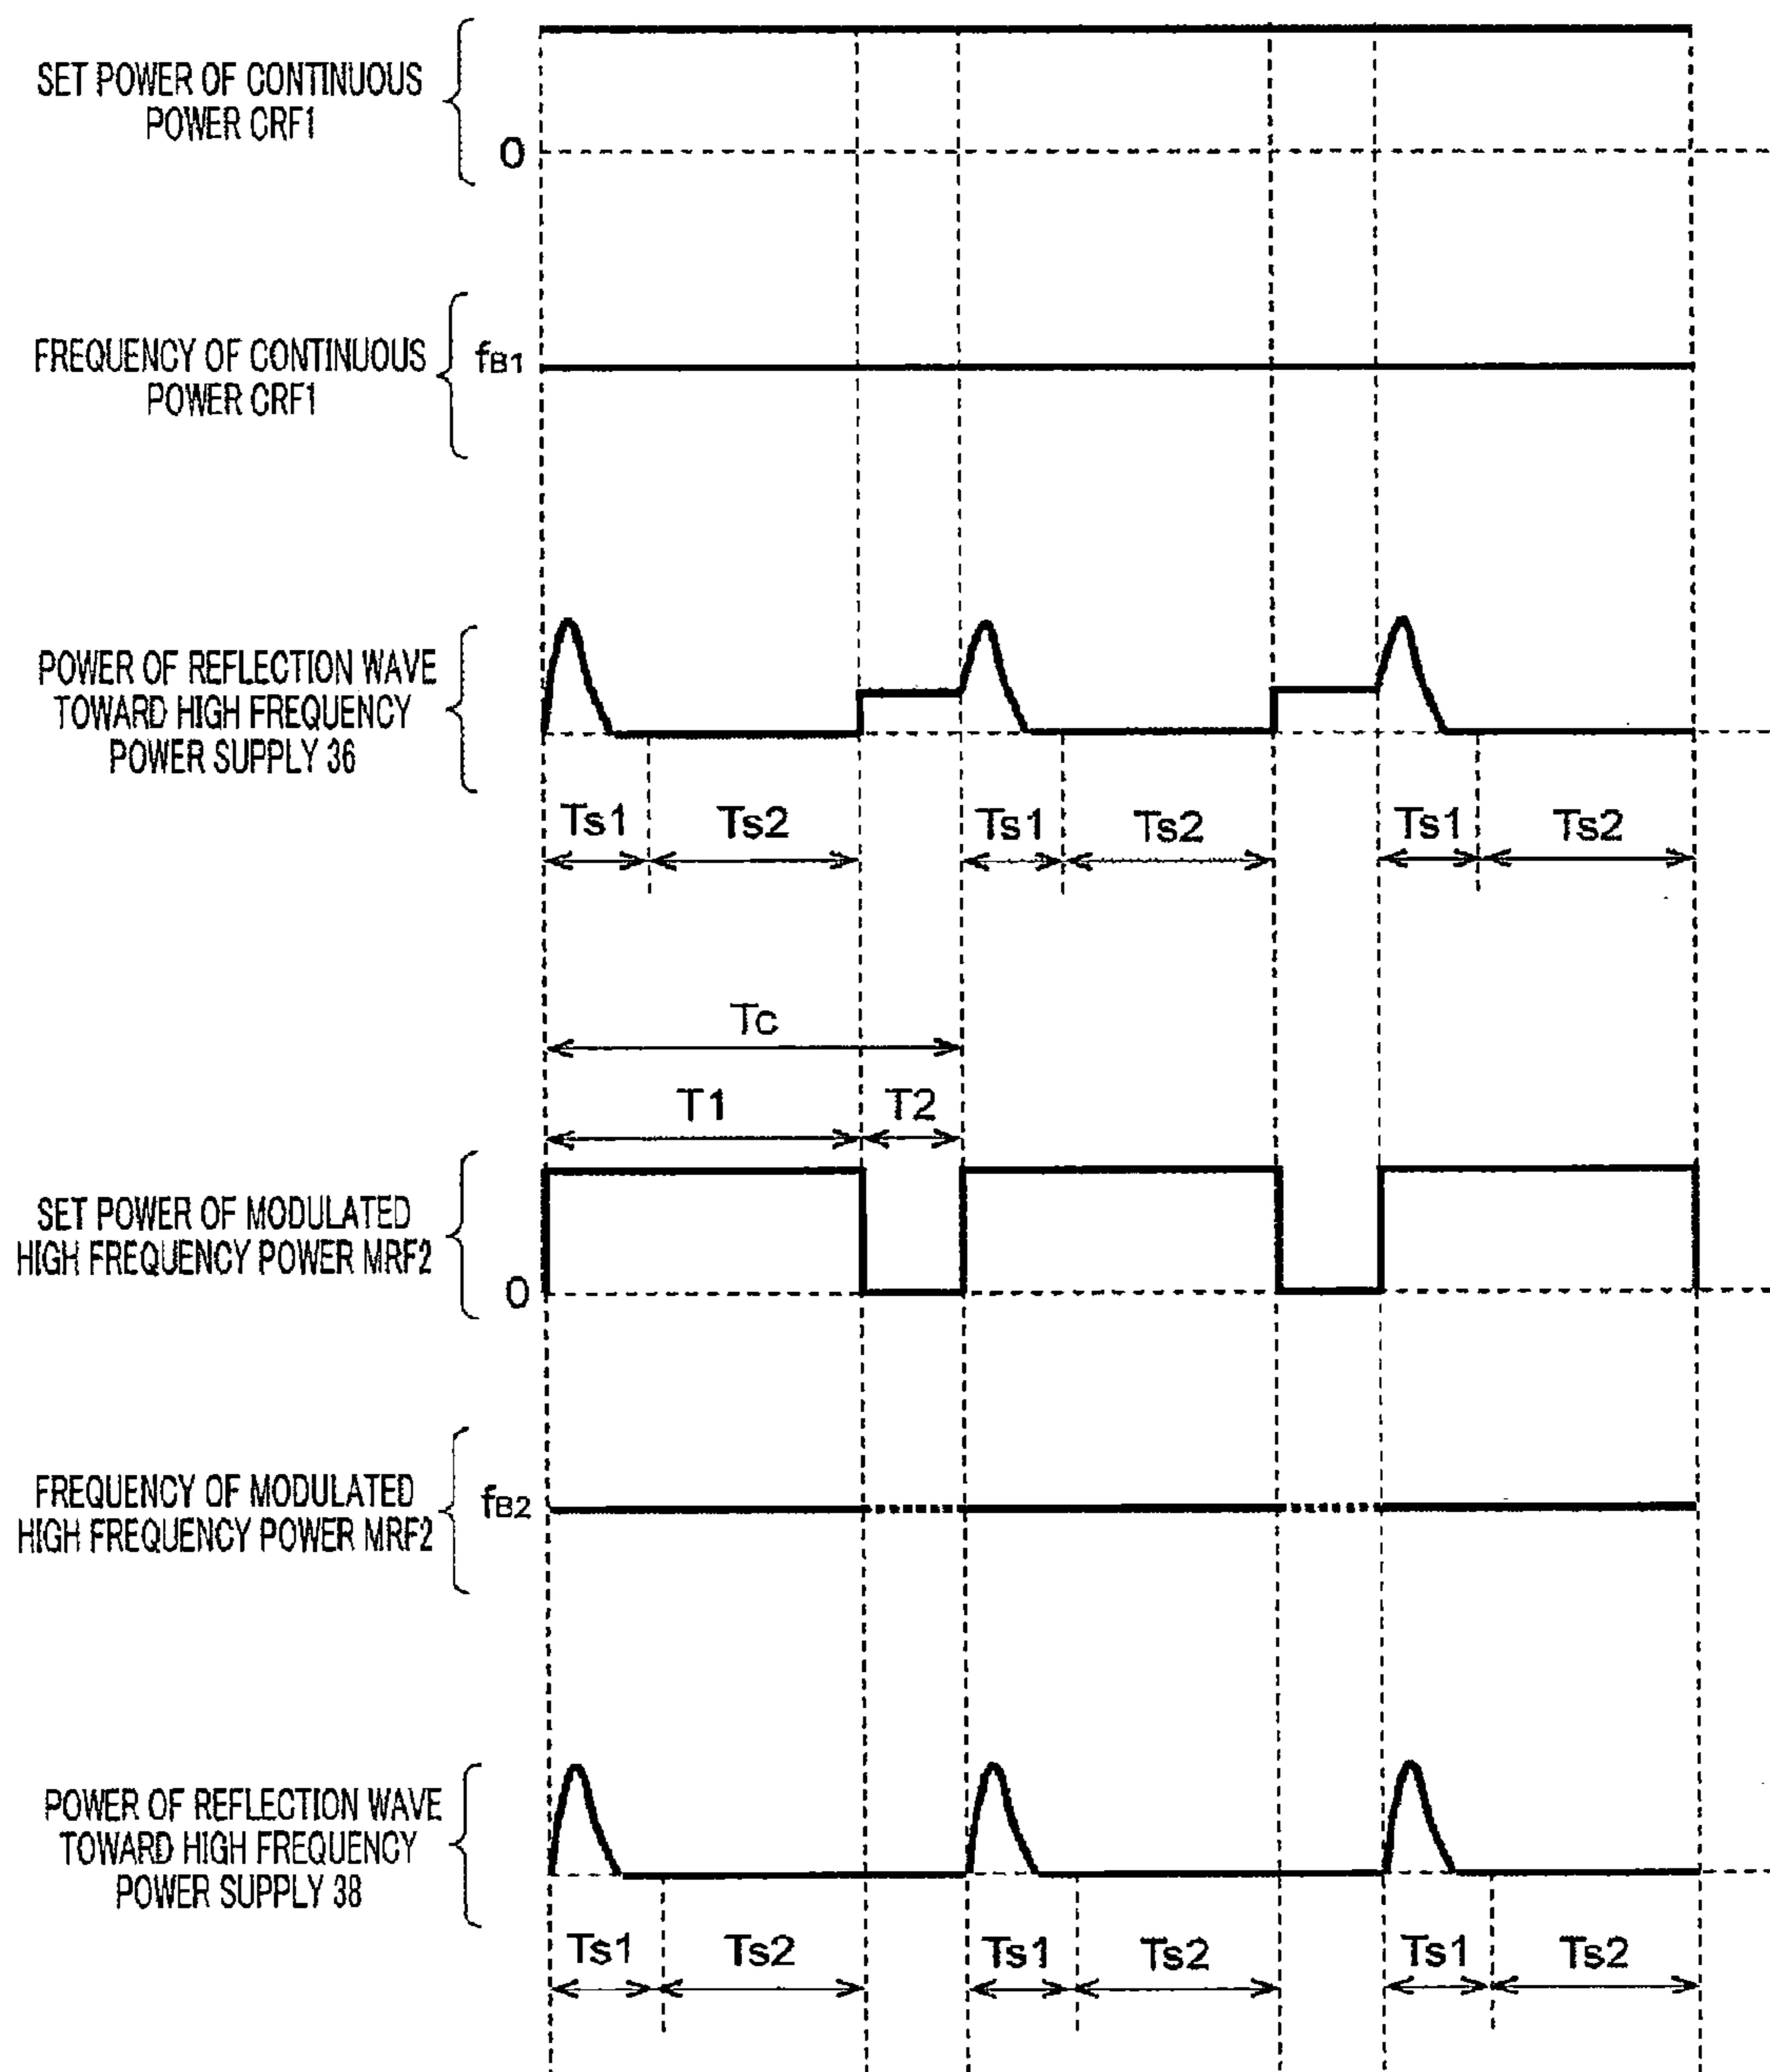 SET POWER OF CONTINUOUS
POWER CRF1
0
FREQUENCY OF CONTINUOUS
POWER CRF1
fB1
POWER OF REFLECTION WAVE
TOWARD HIGH FREQUENCY
POWER SUPPLY 36
Ts1 Ts2 Ts1 Ts2 Ts1 Ts2
Tc
T1 T2
SET POWER OF MODULATED
HIGH FREQUENCY POWER MRF2
0
FREQUENCY OF MODULATED
HIGH FREQUENCY POWER MRF2
fB2
POWER OF REFLECTION WAVE
TOWARD HIGH FREQUENCY
POWER SUPPLY 38
Ts1 Ts2 Ts1 Ts2 Ts1 Ts2